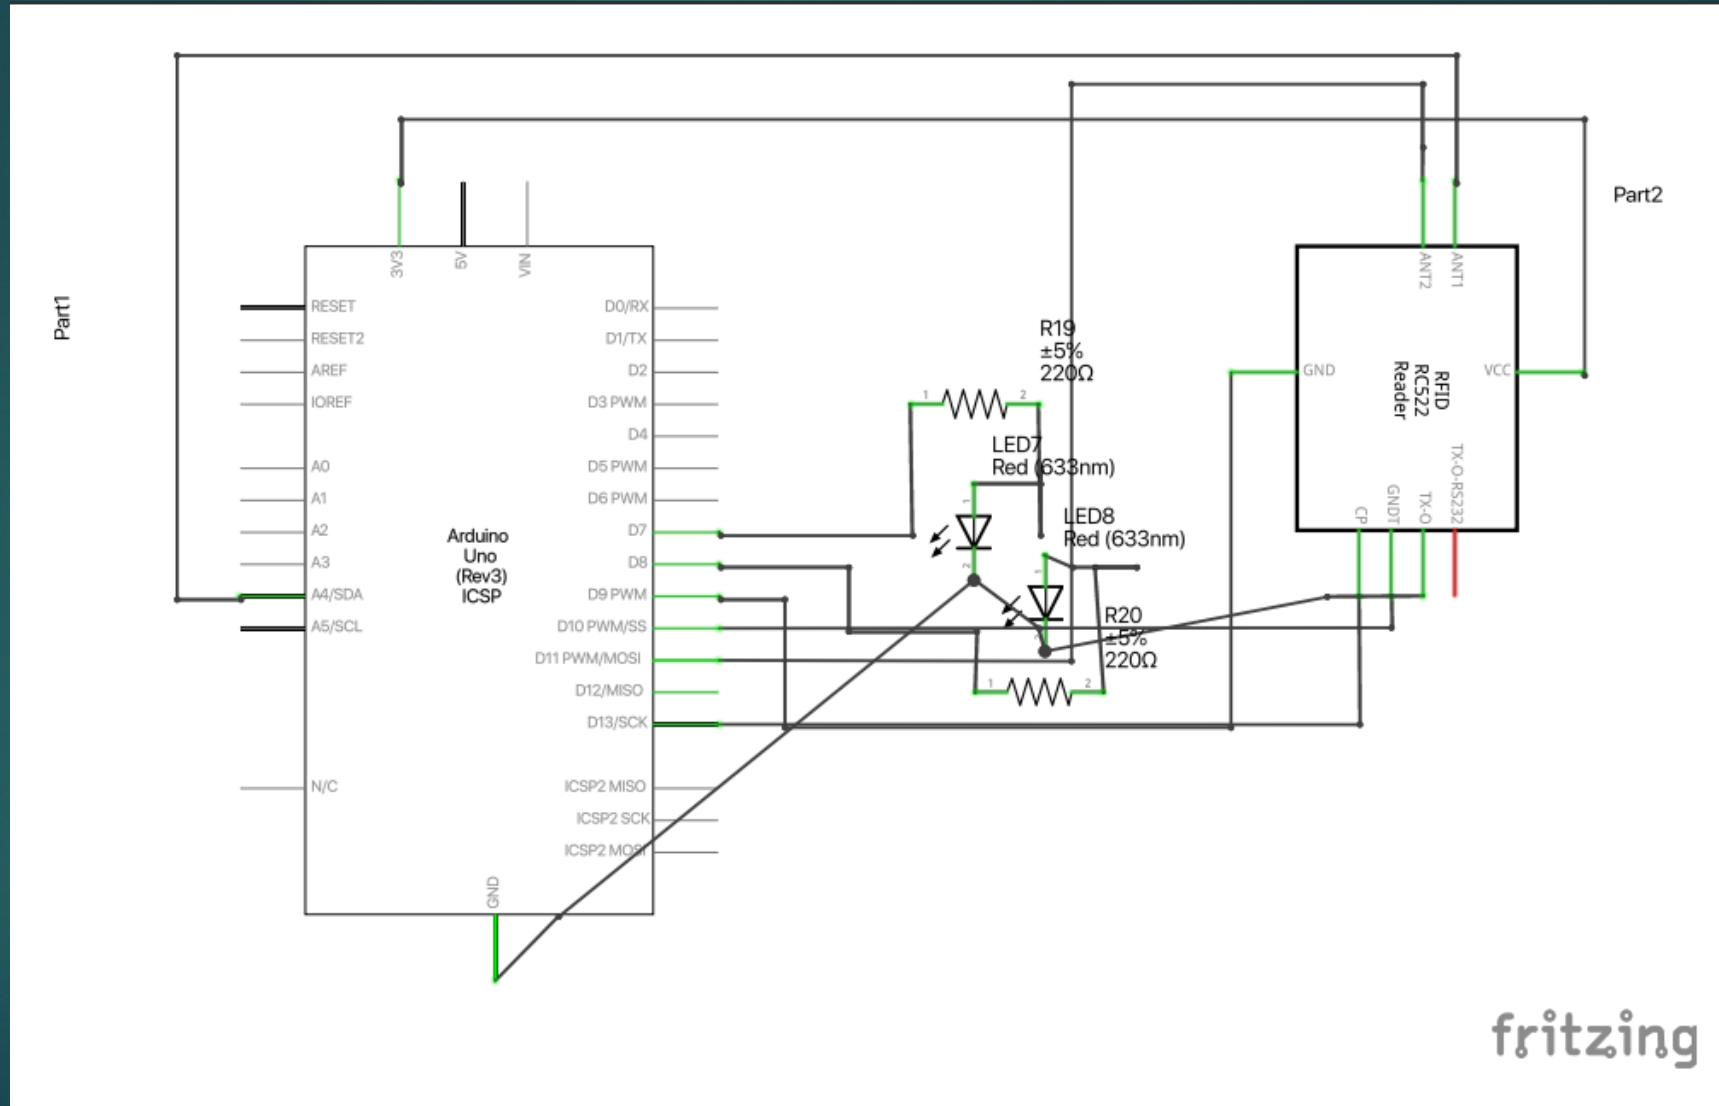 Part1
Part2
3V3
5V
VIN
RESET
RESET2
AREF
IOREF
A0
A1
A2
A3
A4/SDA
A5/SCL
N/C
Arduino
Uno
(Rev3)
ICSP
D0/RX
D1/TX
D2
D3 PWM
D4
D5 PWM
D6 PWM
D7
D8
D9 PWM
D10 PWM/SS
D11 PWM/MOSI
D12/MISO
D13/SCK
ICSP2 MISO
ICSP2 SCK
ICSP2 MOSI
GND
R19
±5%
220Ω
1
2
LED7
Red (633nm)
1
2
LED8
Red (633nm)
1
2
R20
±5%
220Ω
1
2
ANT2
ANT1
GND
VCC
RFID
RC522
Reader
CP
GNDT
TX-O
TX-O-RS232
fritzing